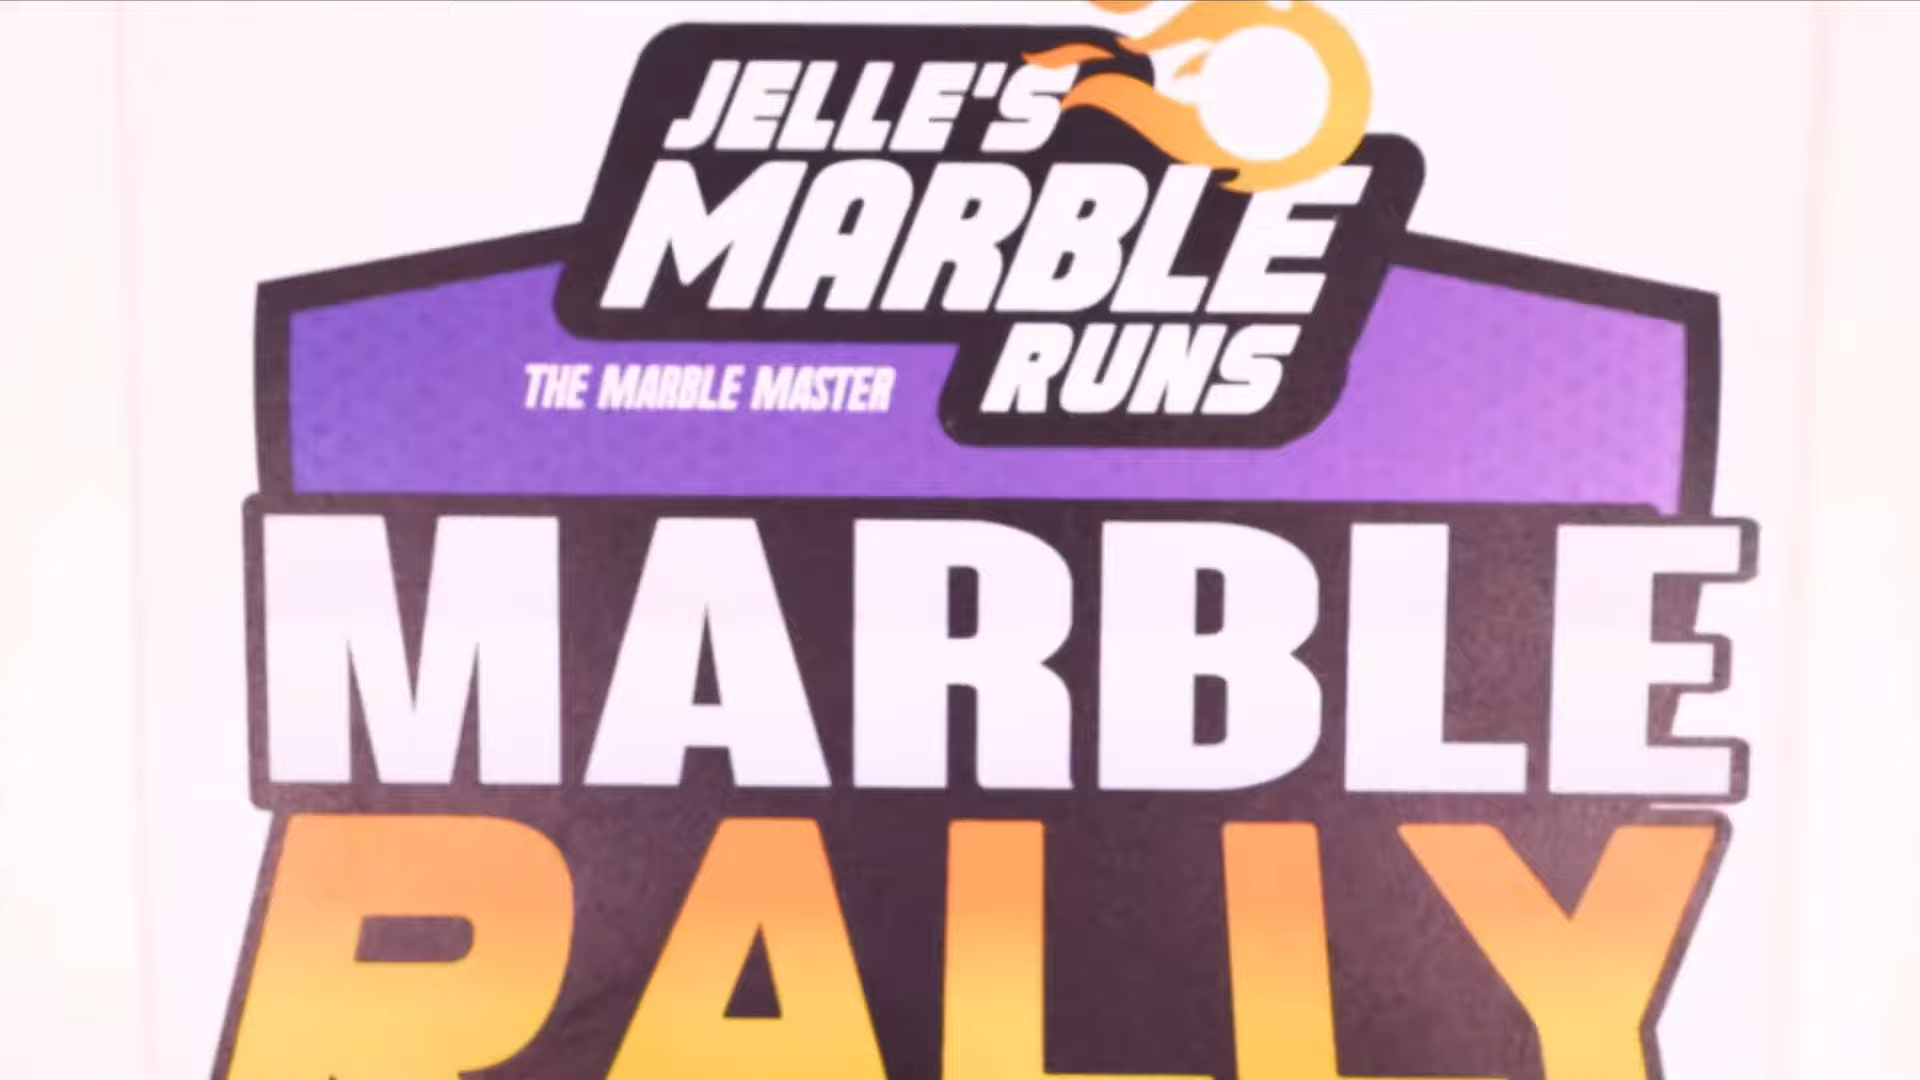 JELLE'S
MARBLE
RUNS
THE MARBLE MASTER
MARBLE
RALLY